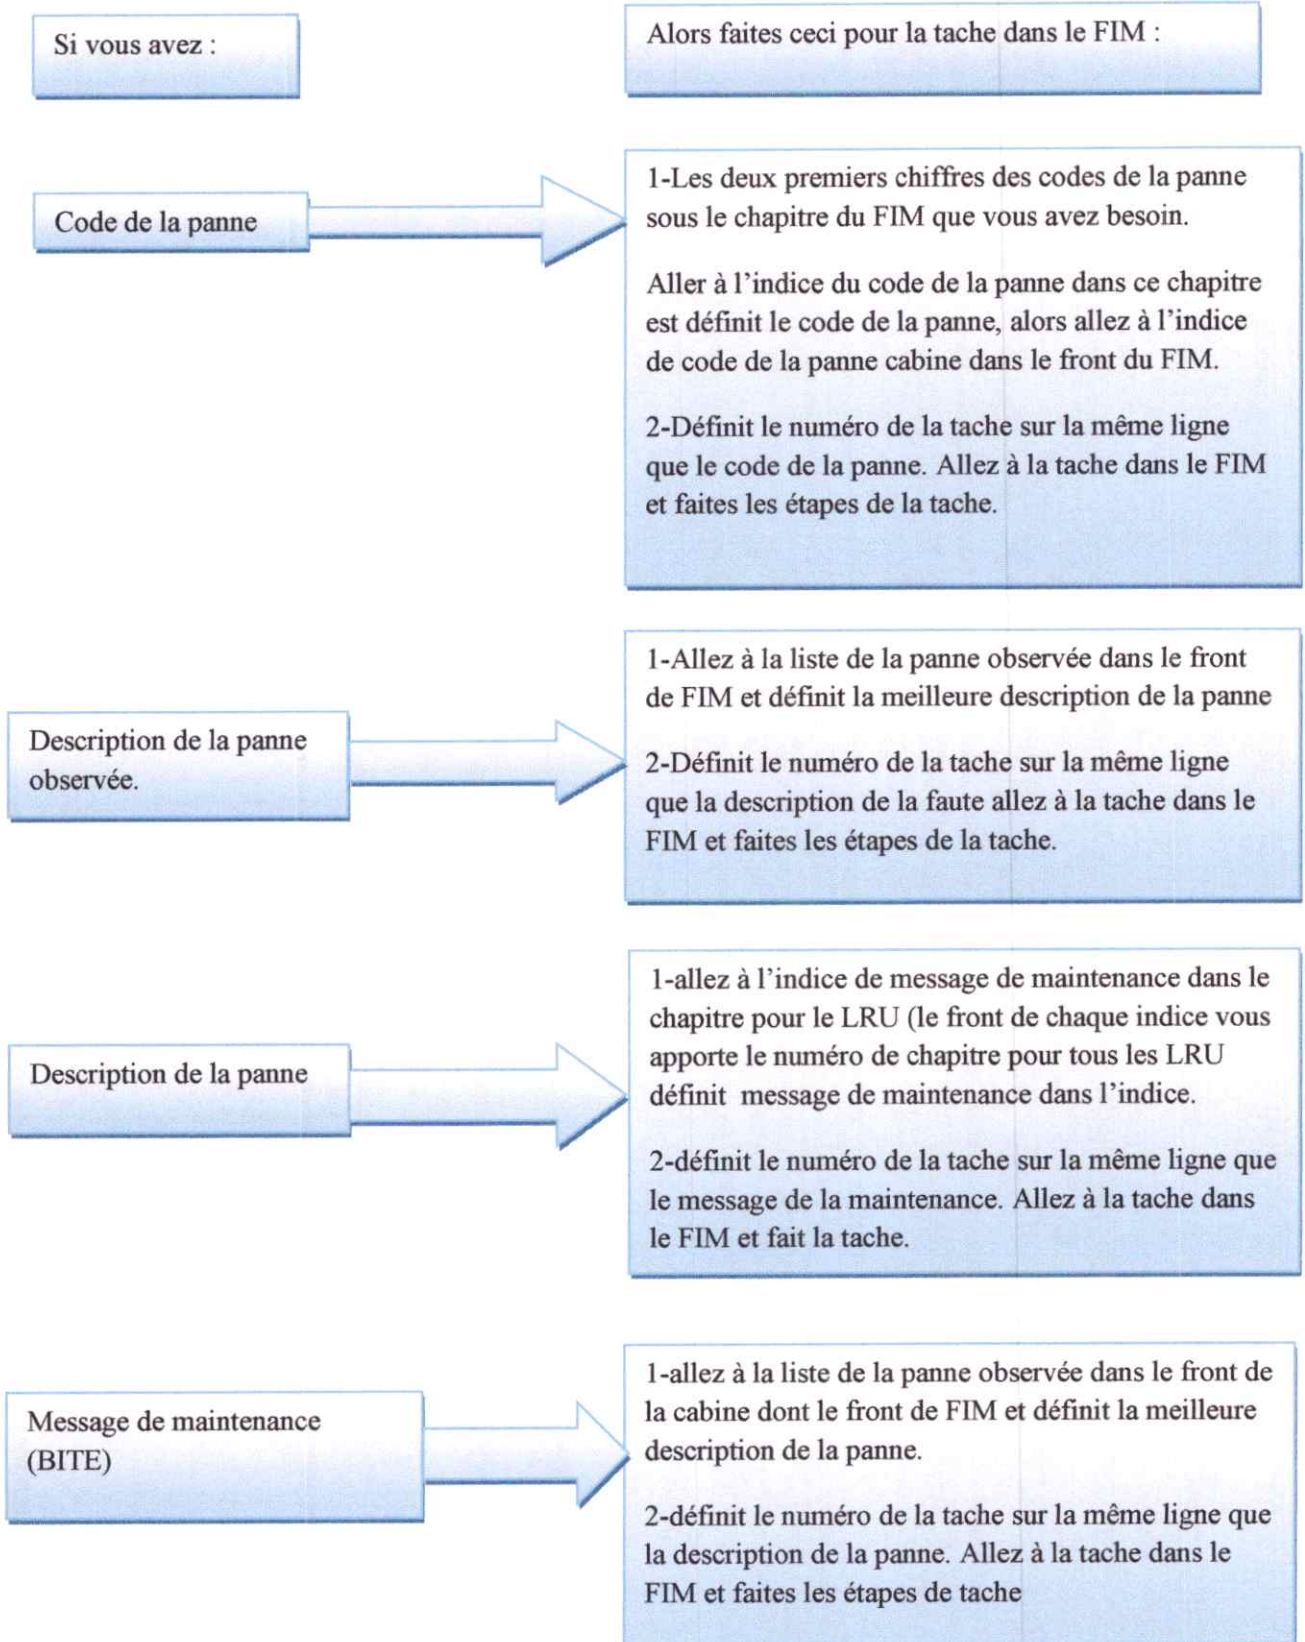 Si vous avez :
Alors faites ceci pour la tache dans le FIM :
Code de la panne
1-Les deux premiers chiffres des codes de la panne
sous le chapitre du FIM que vous avez besoin.
Aller à l’indice du code de la panne dans ce chapitre
est définit le code de la panne, alors allez à l’indice
de code de la panne cabine dans le front du FIM.
2-Définit le numéro de la tache sur la même ligne
que le code de la panne. Allez à la tache dans le FIM
et faites les étapes de la tache.
Description de la panne
observée.
1-Allez à la liste de la panne observée dans le front
de FIM et définit la meilleure description de la panne
2-Définit le numéro de la tache sur la même ligne
que la description de la faute allez à la tache dans le
FIM et faites les étapes de la tache.
Description de la panne
1-allez à l’indice de message de maintenance dans le
chapitre pour le LRU (le front de chaque indice vous
apporte le numéro de chapitre pour tous les LRU
définit message de maintenance dans l’indice.
2-définit le numéro de la tache sur la même ligne que
le message de la maintenance. Allez à la tache dans
le FIM et fait la tache.
Message de maintenance
(BITE)
1-allez à la liste de la panne observée dans le front de
la cabine dont le front de FIM et définit la meilleure
description de la panne.
2-définit le numéro de la tache sur la même ligne que
la description de la panne. Allez à la tache dans le
FIM et faites les étapes de tache